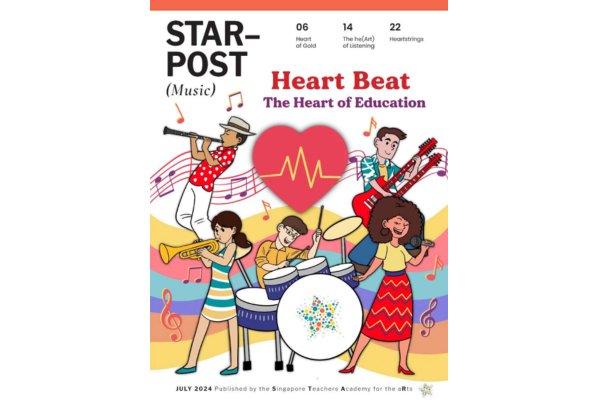 STAR–
POST
(Music)
06
Heart
of Gold
14
The he(Art)
of Listening
22
Heartstrings
Heart Beat
The Heart of Education
JULY 2024 Published by the Singapore Teachers Academy for the aRts